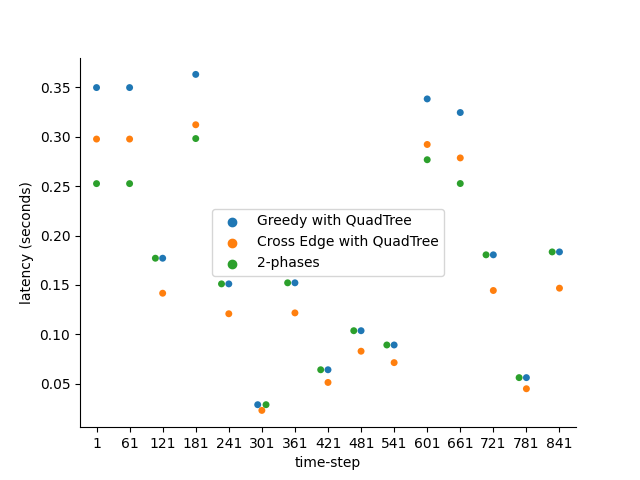 0.35
0.30
0.25
0.20
0.15
0.10
0.05
latency (seconds)
Greedy with QuadTree
Cross Edge with QuadTree
2-phases
1 61 121 181 241 301 361 421 481 541 601 661 721 781 841
time-step